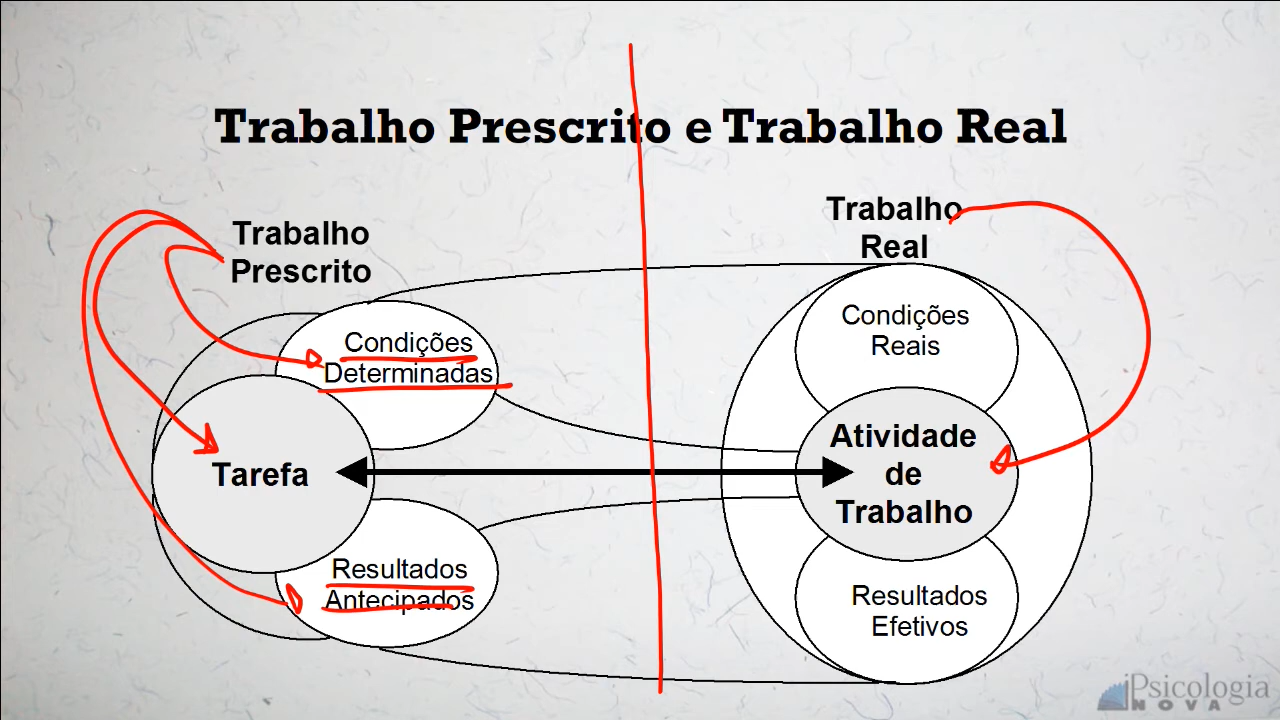 Trabalho Prescrito e Trabalho Real
Trabalho
Prescrito
Condições
Determinadas
Tarefa
Resultados
Antecipados
Trabalho
Real
Condições
Reais
Atividade
de
Trabalho
Resultados
Efetivos
Psicologia
NOVA